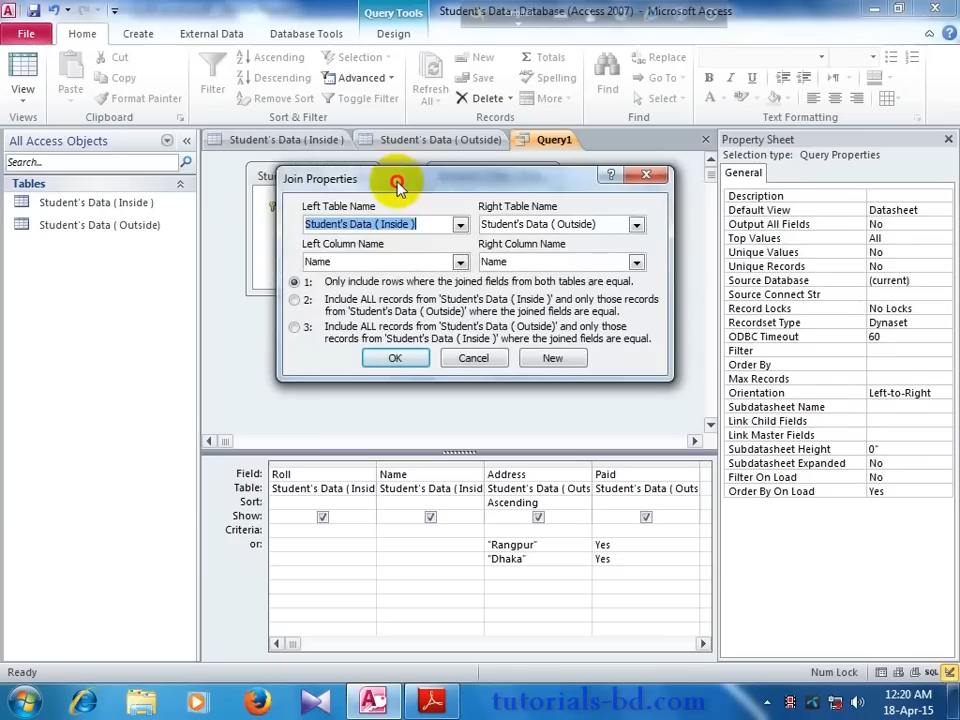 Query Tools
Student's Data : Database (Access 2007) - Microsoft Access
File Home Create External Data Database Tools Design
View
Views
Paste
Cut
Copy
Format Painter
Clipboard
Filter
Ascending
Descending
Remove Sort
Selection
Advanced
Toggle Filter
Sort & Filter
Refresh All
New
Save
Delete
Totals
Spelling
More
Records
Find
Replace
Go To
Select
Find
B I U
A
Text Formatting
All Access Objects
Search...
Tables
Student's Data (Inside )
Student's Data (Outside)
Student's Data (Inside ) Student's Data (Outside) Query1
Join Properties
Left Table Name Right Table Name
Student's Data ( Inside ) Student's Data ( Outside)
Left Column Name Right Column Name
Name Name
1: Only include rows where the joined fields from both tables are equal.
2: Include ALL records from 'Student's Data ( Inside )' and only those records
from 'Student's Data ( Outside)' where the joined fields are equal.
3: Include ALL records from 'Student's Data ( Outside)' and only those
records from 'Student's Data ( Inside )' where the joined fields are equal.
OK Cancel New
Field: Roll Name Address Paid
Table: Student's Data ( Insid Student's Data ( Insid Student's Data ( Outs Student's Data ( Outs
Sort: Ascending
Show:
Criteria:
or: "Rangpur" Yes
"Dhaka" Yes
Property Sheet
Selection type: Query Properties
General
Description
Default View Datasheet
Output All Fields No
Top Values All
Unique Values No
Unique Records No
Source Database (current)
Source Connect Str
Record Locks No Locks
Recordset Type Dynaset
ODBC Timeout 60
Filter
Order By
Max Records
Orientation Left-to-Right
Subdatasheet Name
Link Child Fields
Link Master Fields
Subdatasheet Height 0"
Subdatasheet Expanded No
Filter On Load No
Order By On Load Yes
Ready
Num Lock
SQL
tutorials-bd.com
12:20 AM
18-Apr-15